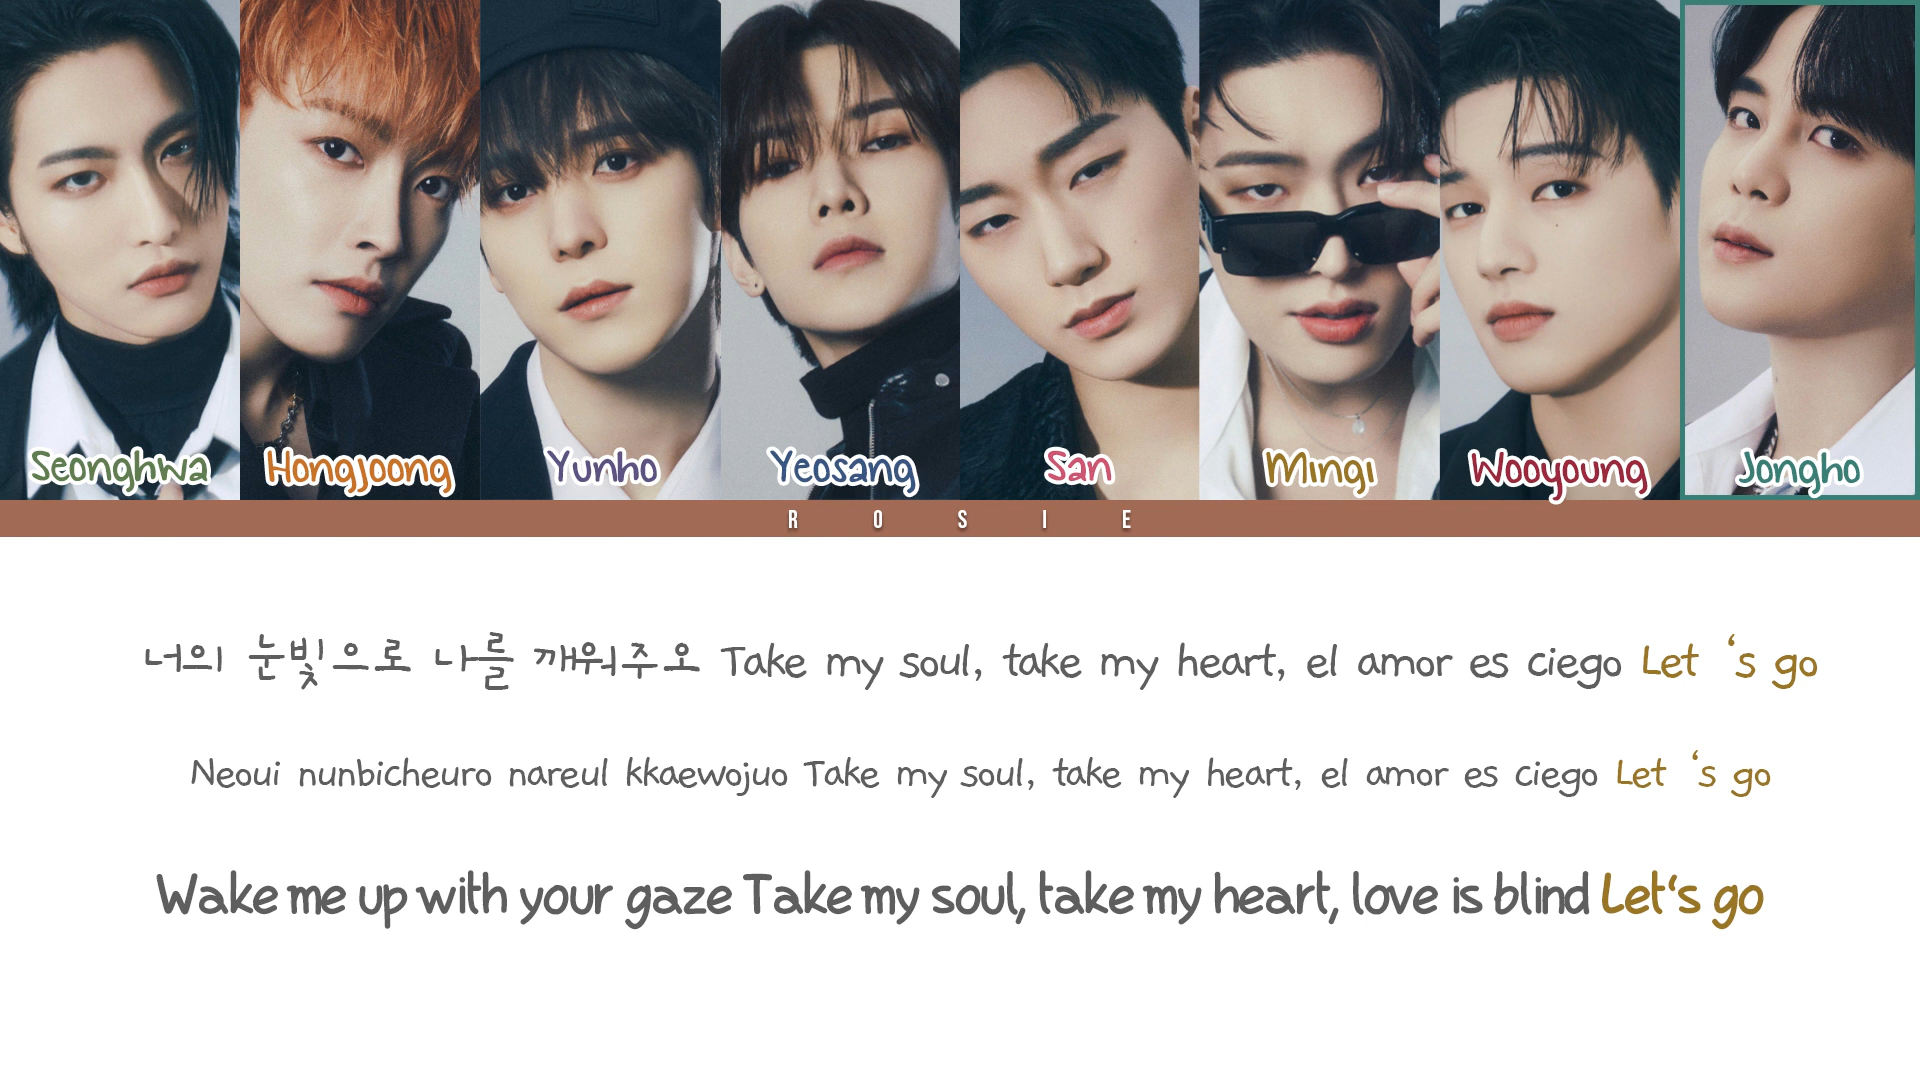 Seonghwa Hongjoong Yunho Yeosang San Mingi Wooyoung Jongho
ROSIE
너의 눈빛으로 나를 깨워주오 Take my soul, take my heart, el amor es ciego Let 's go
Neoui nunbicheuro nareul kkaewojuo Take my soul, take my heart, el amor es ciego Let 's go
Wake me up with your gaze Take my soul, take my heart, love is blind Let's go